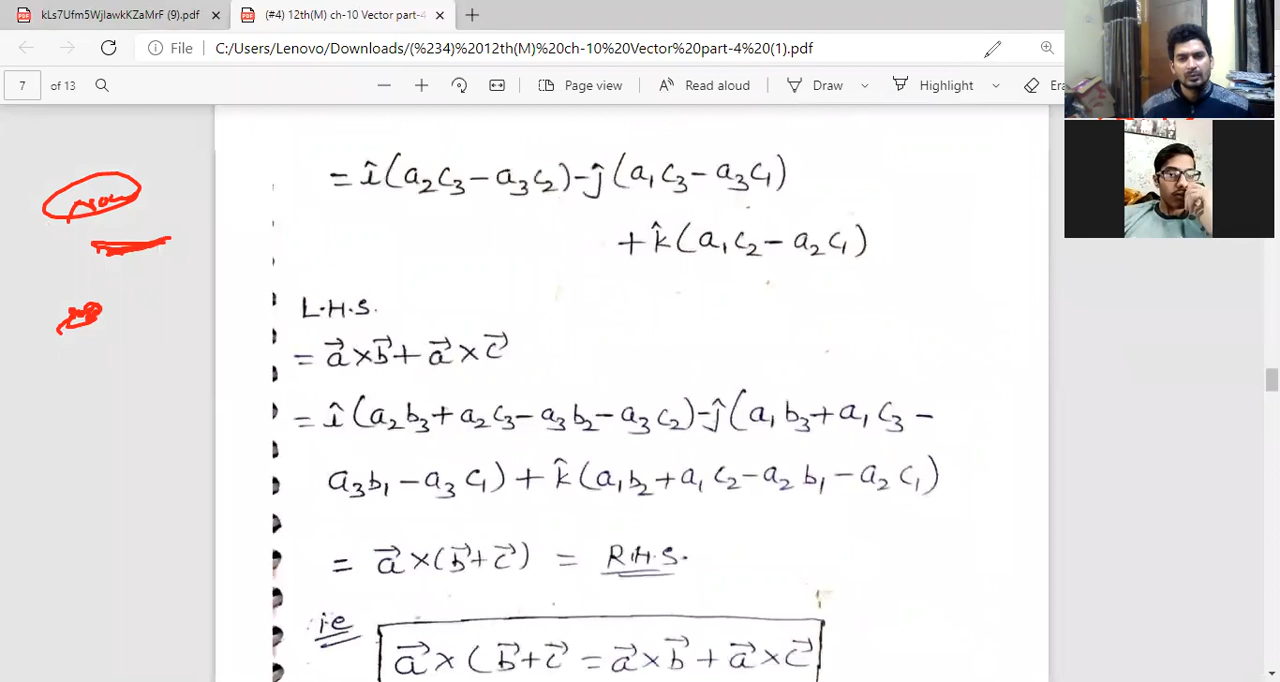 kLs7Ufm5WjlawkKZaMrF (9).pdf
(#4) 12th(M) ch-10 Vector part-4
File
C:/Users/Lenovo/Downloads/(%234)%2012th(M)%20ch-10%20Vector%20part-4%20(1).pdf
7 of 13
Page view
Read aloud
Draw
Highlight
Era
= î(a₂c₃ – a₃c₂) – ĵ(a₁c₃ – a₃c₁)
+ k̂(a₁c₂ – a₂c₁)
L.H.S.
= a⃗ × b⃗ + a⃗ × c⃗
= î(a₂b₃ + a₂c₃ – a₃b₂ – a₃c₂) – ĵ(a₁b₃ + a₁c₃ –
a₃b₁ – a₃c₁) + k̂(a₁b₂ + a₁c₂ – a₂b₁ – a₂c₁)
= a⃗ × (b⃗ + c⃗) = R.H.S.
ie
a⃗ × (b⃗ + c⃗ = a⃗ × b⃗ + a⃗ × c⃗